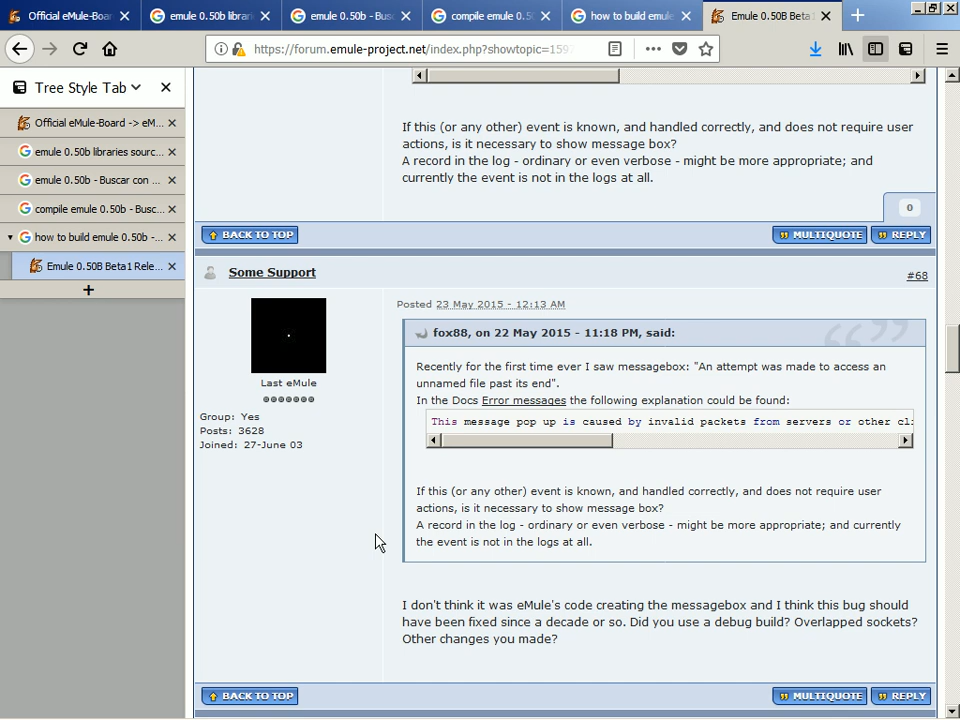 Official eMule-Board
emule 0.50b librari
emule 0.50b - Busc
compile emule 0.50
how to build emule
Emule 0.50B Beta1
https://forum.emule-project.net/index.php?showtopic=159
Tree Style Tab
Official eMule-Board -> eM...
emule 0.50b libraries sourc...
emule 0.50b - Buscar con ...
compile emule 0.50b - Busc...
how to build emule 0.50b -...
Emule 0.50B Beta1 Rele...
If this (or any other) event is known, and handled correctly, and does not require user
actions, is it necessary to show message box?
A record in the log - ordinary or even verbose - might be more appropriate; and
currently the event is not in the logs at all.
0
BACK TO TOP
MULTIQUOTE
REPLY
Some Support
#68
Posted 23 May 2015 - 12:13 AM
Last eMule
Group: Yes
Posts: 3628
Joined: 27-June 03
fox88, on 22 May 2015 - 11:18 PM, said:
Recently for the first time ever I saw messagebox: "An attempt was made to access an
unnamed file past its end".
In the Docs Error messages the following explanation could be found:
This message pop up is caused by invalid packets from servers or other cli
If this (or any other) event is known, and handled correctly, and does not require user
actions, is it necessary to show message box?
A record in the log - ordinary or even verbose - might be more appropriate; and currently
the event is not in the logs at all.
I don't think it was eMule's code creating the messagebox and I think this bug should
have been fixed since a decade or so. Did you use a debug build? Overlapped sockets?
Other changes you made?
BACK TO TOP
MULTIQUOTE
REPLY